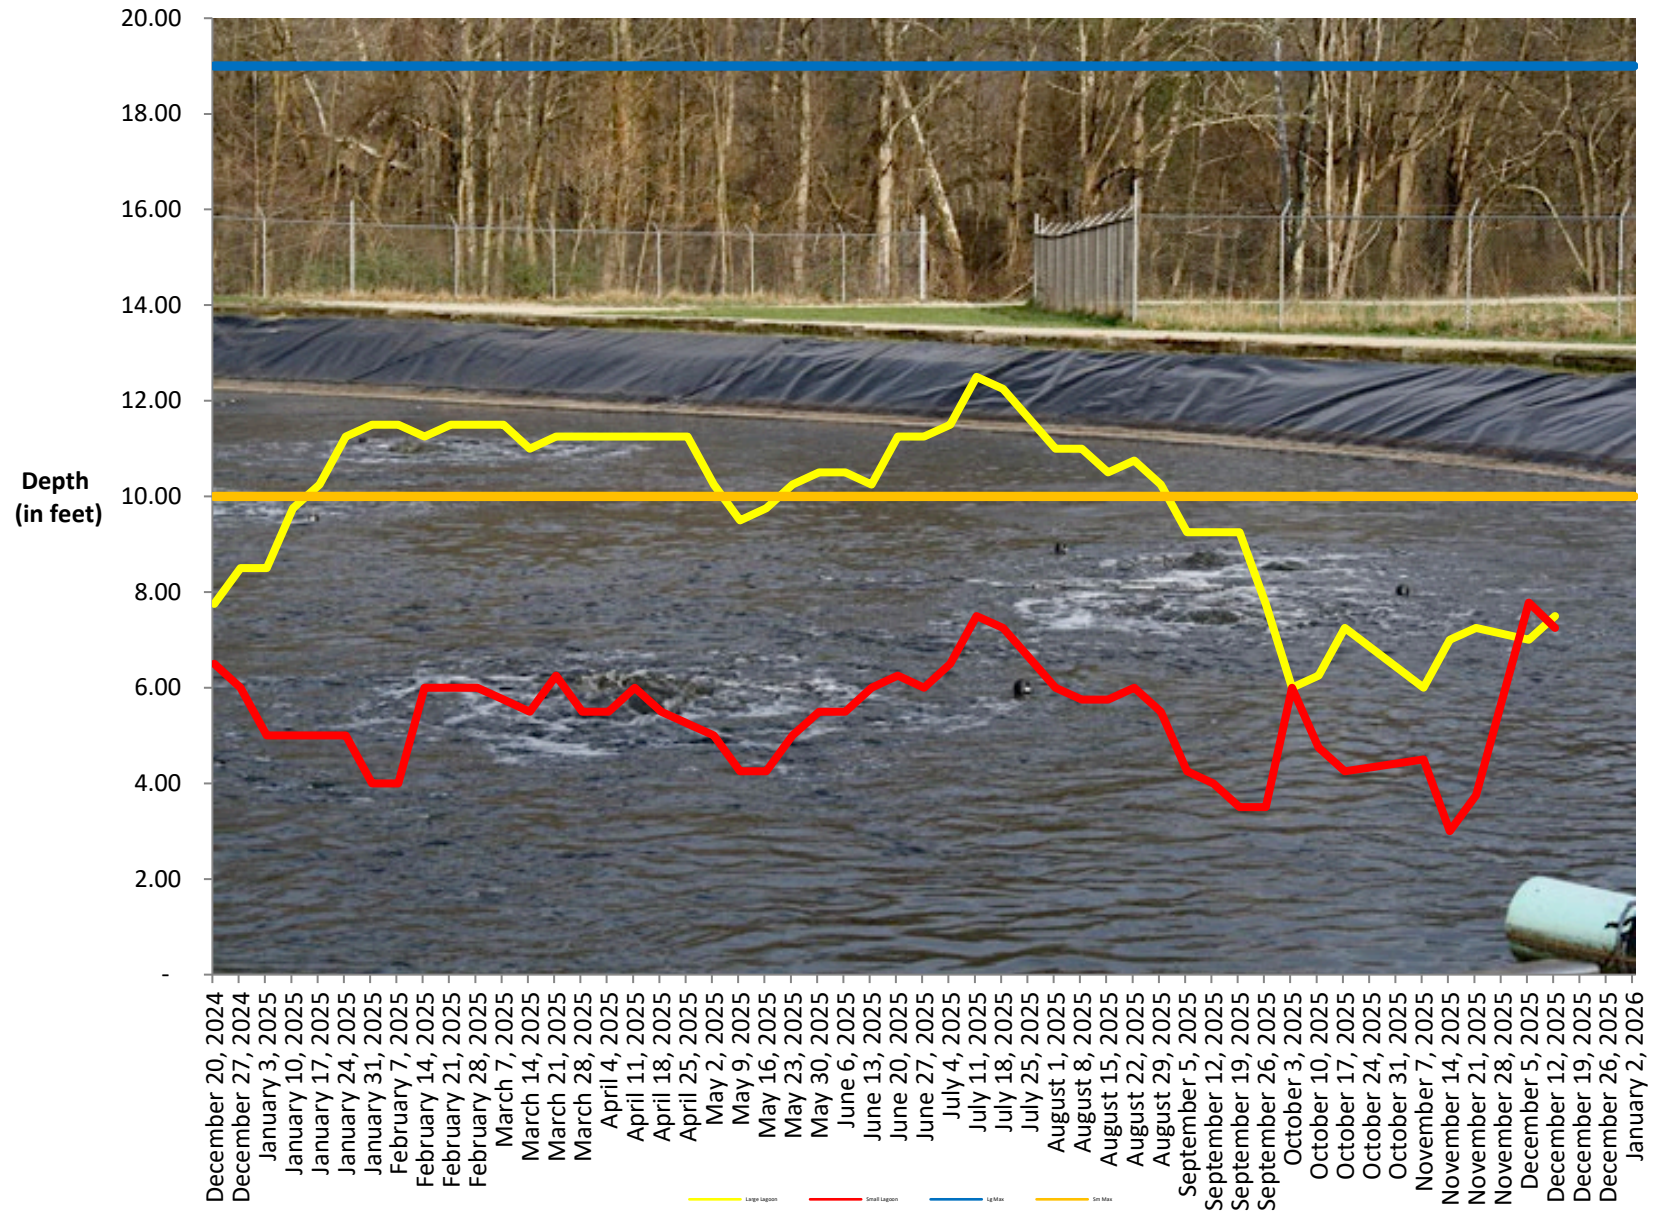 20.00
18.00
16.00
14.00
12.00
10.00
8.00
6.00
4.00
2.00
-
Depth
(in feet)
December 20, 2024
December 27, 2024
January 3, 2025
January 10, 2025
January 17, 2025
January 24, 2025
January 31, 2025
February 7, 2025
February 14, 2025
February 21, 2025
February 28, 2025
March 7, 2025
March 14, 2025
March 21, 2025
March 28, 2025
April 4, 2025
April 11, 2025
April 18, 2025
April 25, 2025
May 2, 2025
May 9, 2025
May 16, 2025
May 23, 2025
May 30, 2025
June 6, 2025
June 13, 2025
June 20, 2025
June 27, 2025
July 4, 2025
July 11, 2025
July 18, 2025
July 25, 2025
August 1, 2025
August 8, 2025
August 15, 2025
August 22, 2025
August 29, 2025
September 5, 2025
September 12, 2025
September 19, 2025
September 26, 2025
October 3, 2025
October 10, 2025
October 17, 2025
October 24, 2025
October 31, 2025
November 7, 2025
November 14, 2025
November 21, 2025
November 28, 2025
December 5, 2025
December 12, 2025
December 19, 2025
December 26, 2025
January 2, 2026
Large Lagoon
Small Lagoon
Lg Max
Sm Max